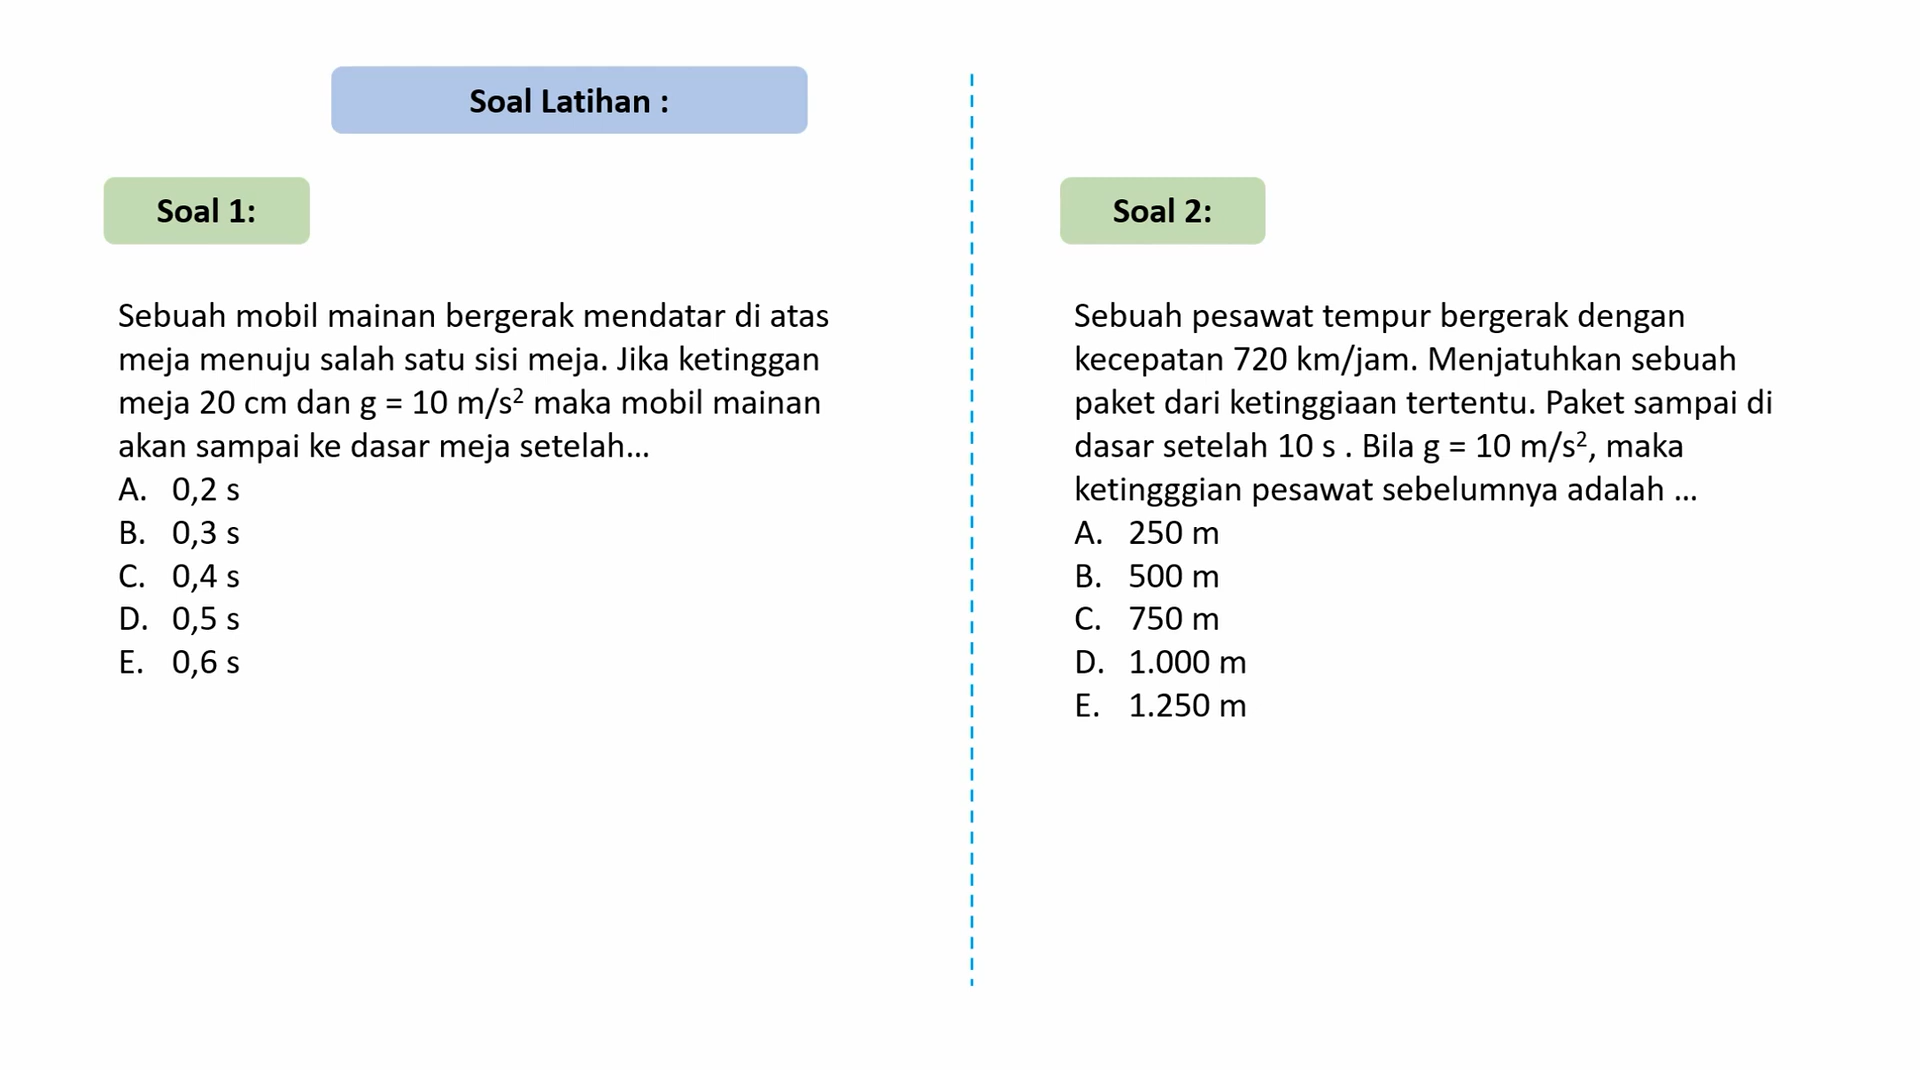 Soal Latihan :
Soal 1:
Sebuah mobil mainan bergerak mendatar di atas
meja menuju salah satu sisi meja. Jika ketinggan
meja 20 cm dan g = 10 m/s² maka mobil mainan
akan sampai ke dasar meja setelah...
A. 0,2 s
B. 0,3 s
C. 0,4 s
D. 0,5 s
E. 0,6 s
Soal 2:
Sebuah pesawat tempur bergerak dengan
kecepatan 720 km/jam. Menjatuhkan sebuah
paket dari ketinggiaan tertentu. Paket sampai di
dasar setelah 10 s . Bila g = 10 m/s², maka
ketingggian pesawat sebelumnya adalah ...
A. 250 m
B. 500 m
C. 750 m
D. 1.000 m
E. 1.250 m